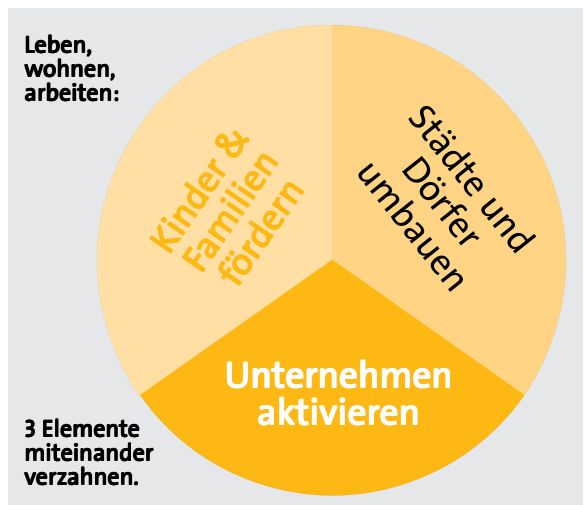 Leben,
wohnen,
arbeiten:
Kinder &
Familien
fördern
Städte und
Dörfer
umbauen
Unternehmen
aktivieren
3 Elemente
miteinander
verzahnen.